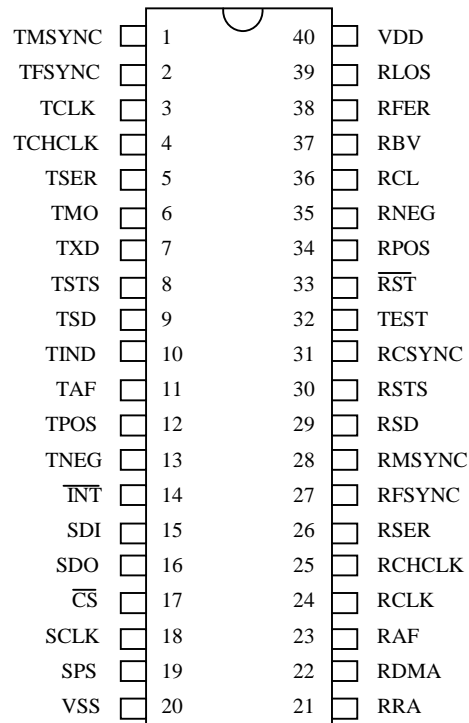 TMSYNC 1 40 VDD
TFSYNC 2 39 RLOS
TCLK 3 38 RFER
TCHCLK 4 37 RBV
TSER 5 36 RCL
TMO 6 35 RNEG
TXD 7 34 RPOS
TSTS 8 33 RST
TSD 9 32 TEST
TIND 10 31 RCSYNC
TAF 11 30 RSTS
TPOS 12 29 RSD
TNEG 13 28 RMSYNC
INT 14 27 RFSYNC
SDI 15 26 RSER
SDO 16 25 RCHCLK
CS 17 24 RCLK
SCLK 18 23 RAF
SPS 19 22 RDMA
VSS 20 21 RRA